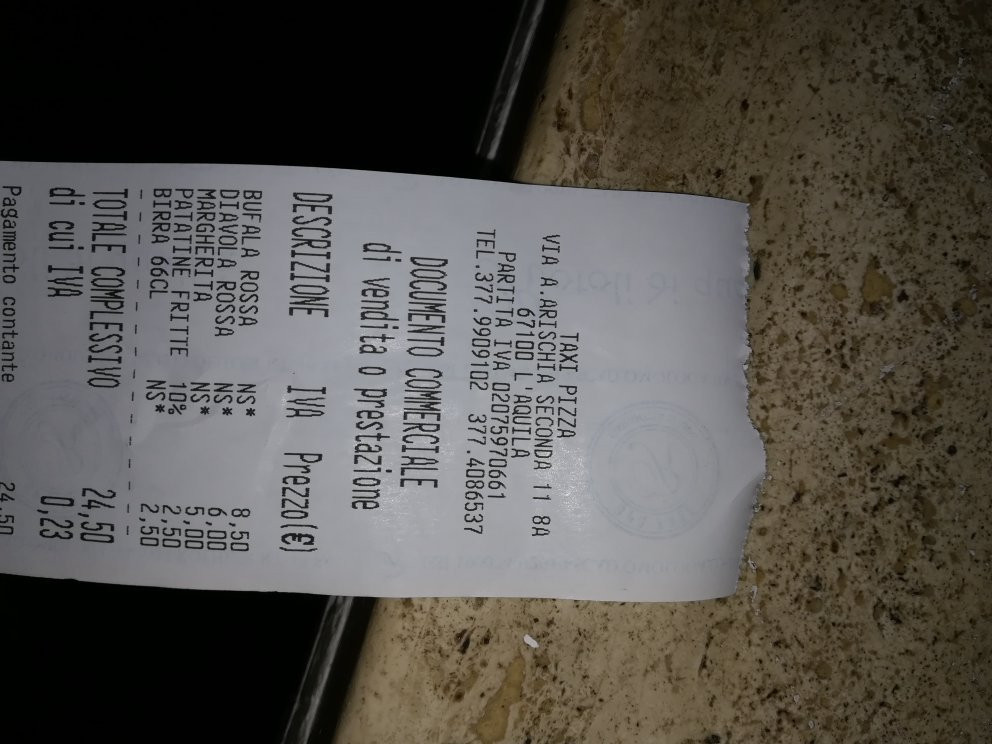 TAXI PIZZA
VIA A.ARISCHIA SECONDA 11 8A
67100 L'AQUILA
PARTITA IVA 02075970661
TEL.377.9909102 377.4086537
DOCUMENTO COMMERCIALE
di vendita o prestazione
DESCRIZIONE IVA Prezzo(€)
BUFALA ROSSA NS* 8,50
DIAVOLA ROSSA NS* 6,00
MARGHERITA NS* 5,00
PATATINE FRITTE 10% 2,50
BIRRA 66CL NS* 2,50
TOTALE COMPLESSIVO 24,50
di cui IVA 0,23
Pagamento contante 24,50